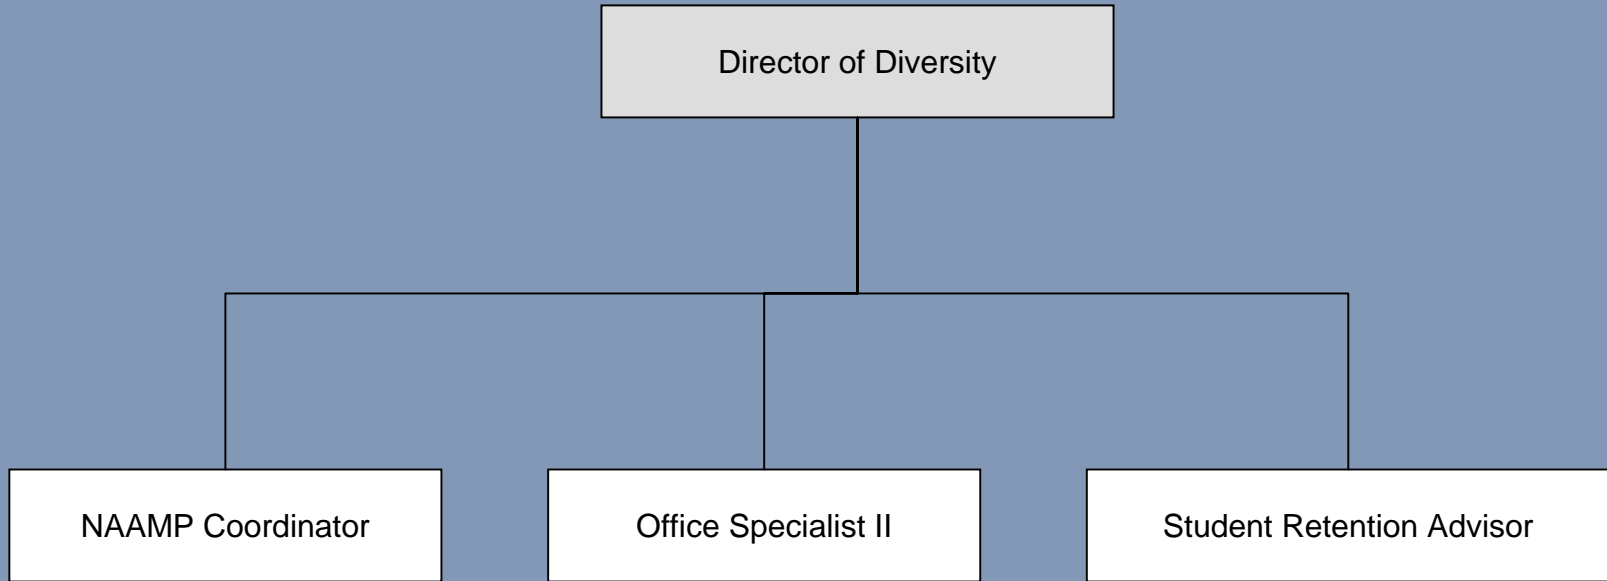 Director of Diversity
NAAMP Coordinator
Office Specialist II
Student Retention Advisor